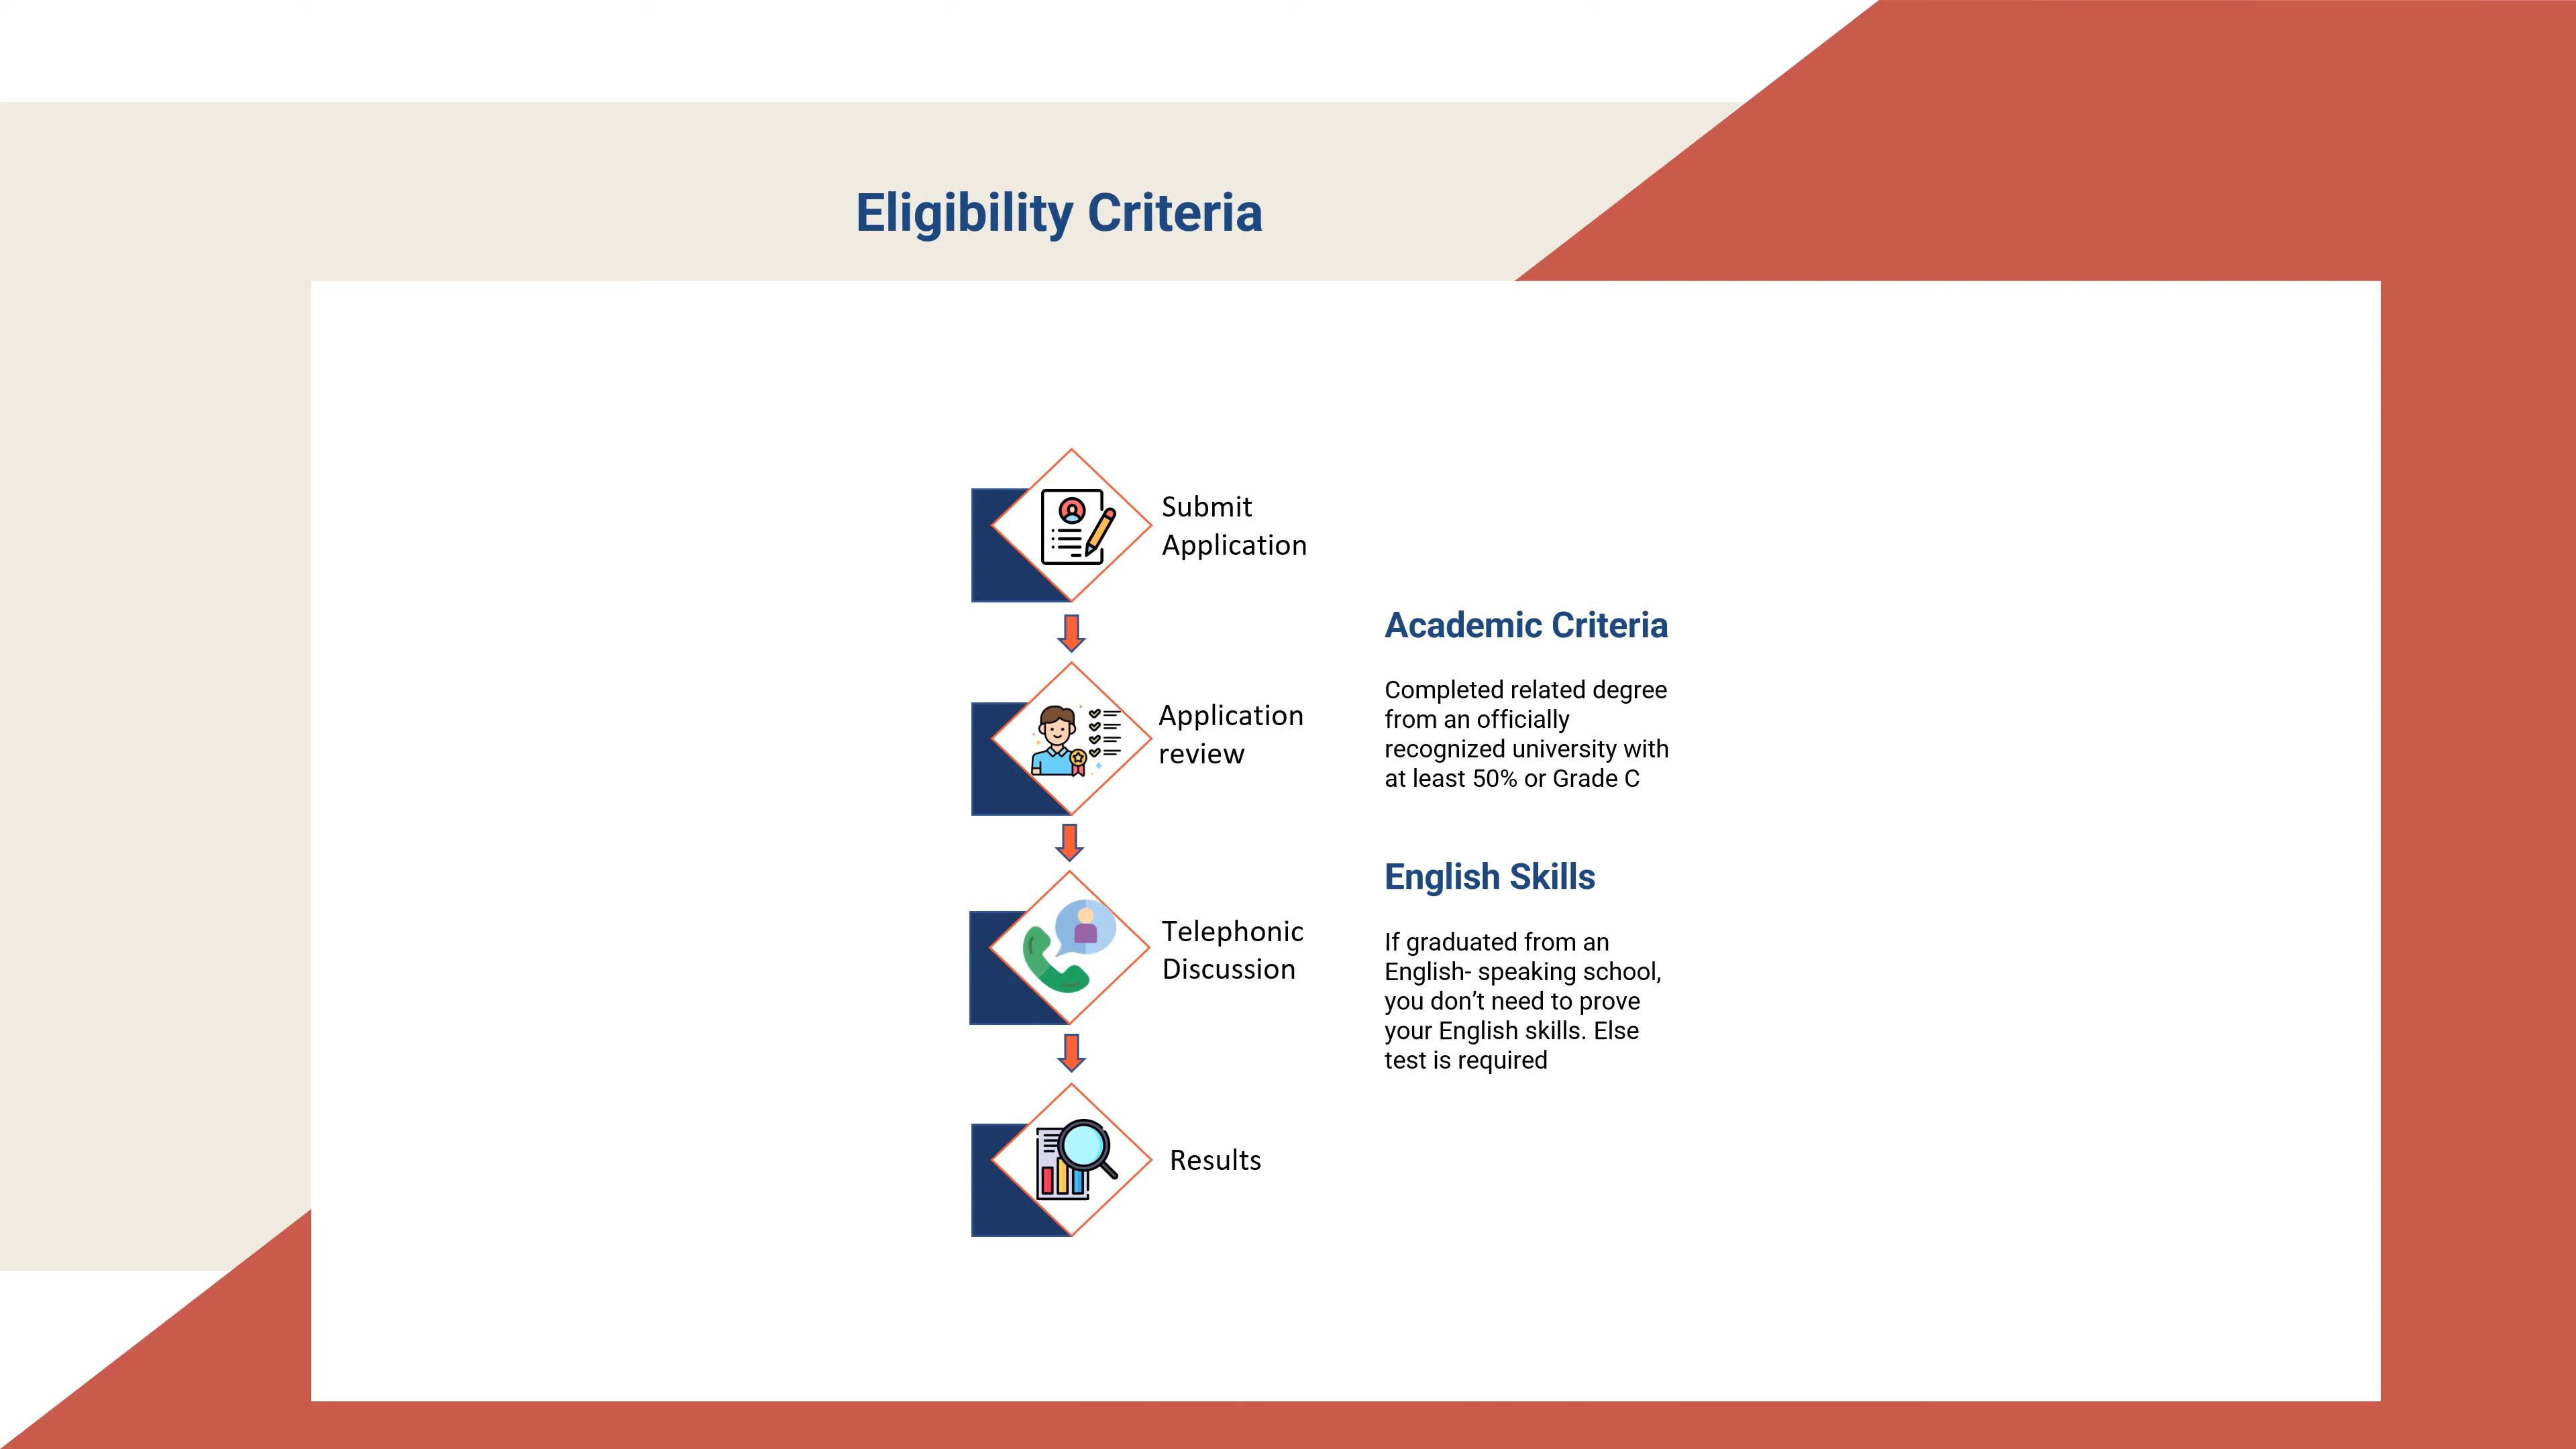 Eligibility Criteria
Submit
Application
Application
review
Telephonic
Discussion
Results
Academic Criteria
Completed related degree
from an officially
recognized university with
at least 50% or Grade C
English Skills
If graduated from an
English- speaking school,
you don’t need to prove
your English skills. Else
test is required